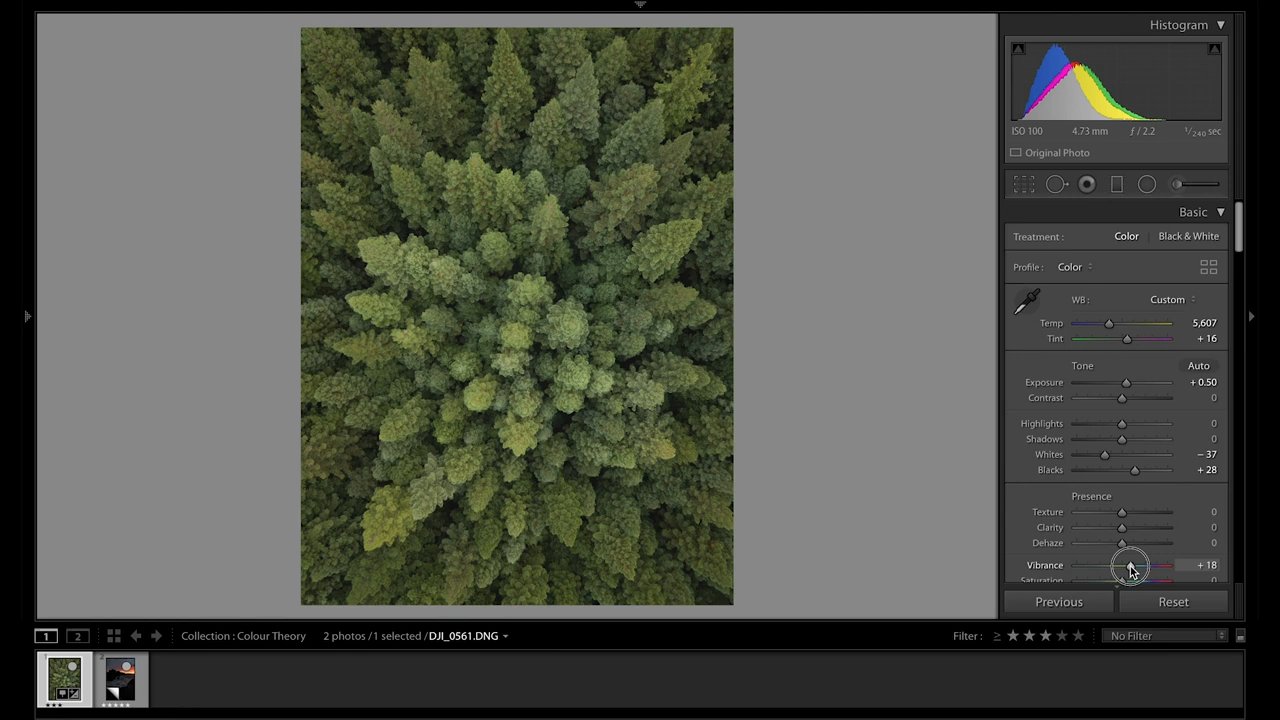 Histogram
ISO 100 4.73 mm ƒ / 2.2 1/240 sec
Original Photo
Basic
Treatment : Color Black & White
Profile : Color
WB : Custom
Temp 5,607
Tint + 16
Tone Auto
Exposure + 0.50
Contrast 0
Highlights 0
Shadows 0
Whites − 37
Blacks + 28
Presence
Texture 0
Clarity 0
Dehaze 0
Vibrance + 18
Saturation 0
Previous Reset
1 2 Collection : Colour Theory 2 photos / 1 selected / DJI_0561.DNG Filter : ≥ ★★★★★ No Filter